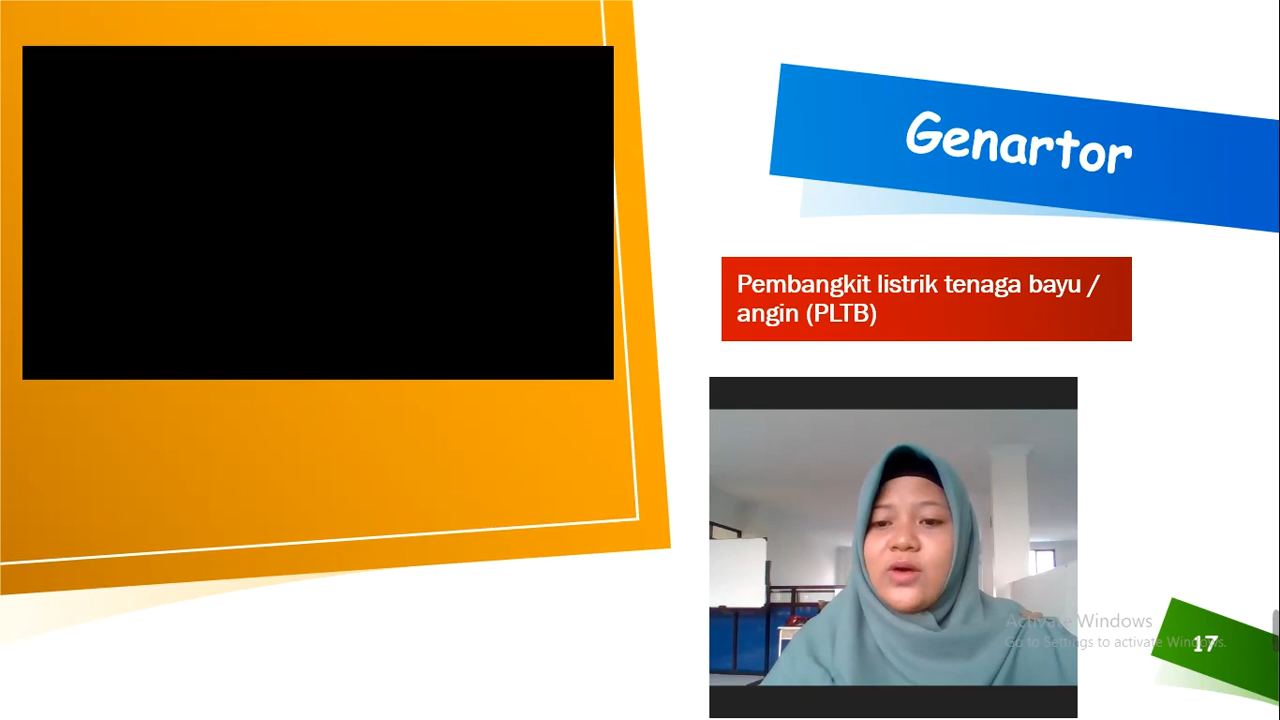 Genartor
Pembangkit listrik tenaga bayu /
angin (PLTB)
Activate Windows
Go to Settings to activate Windows.
17